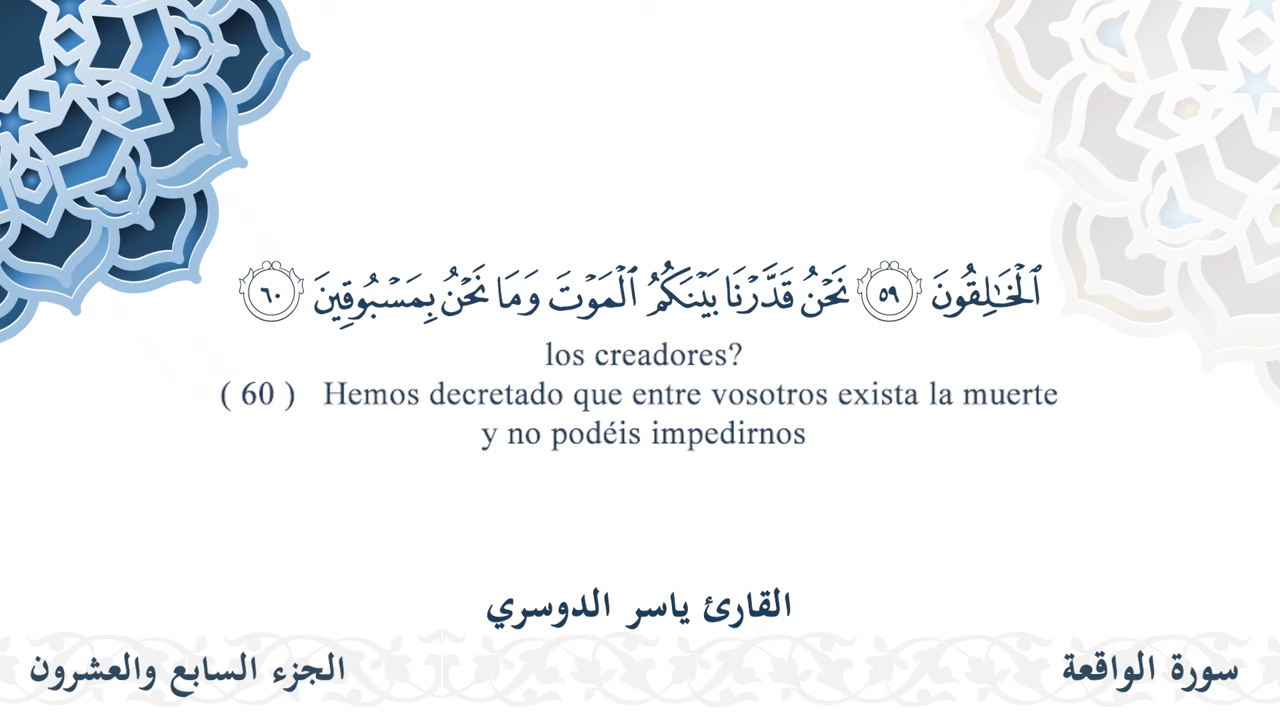 ٱلْخَـٰلِقُونَ ٥٩ نَحْنُ قَدَّرْنَا بَيْنَكُمُ ٱلْمَوْتَ وَمَا نَحْنُ بِمَسْبُوقِينَ ٦٠
los creadores?
( 60 ) Hemos decretado que entre vosotros exista la muerte
y no podéis impedirnos
القارئ ياسر الدوسري
سورة الواقعة
الجزء السابع والعشرون